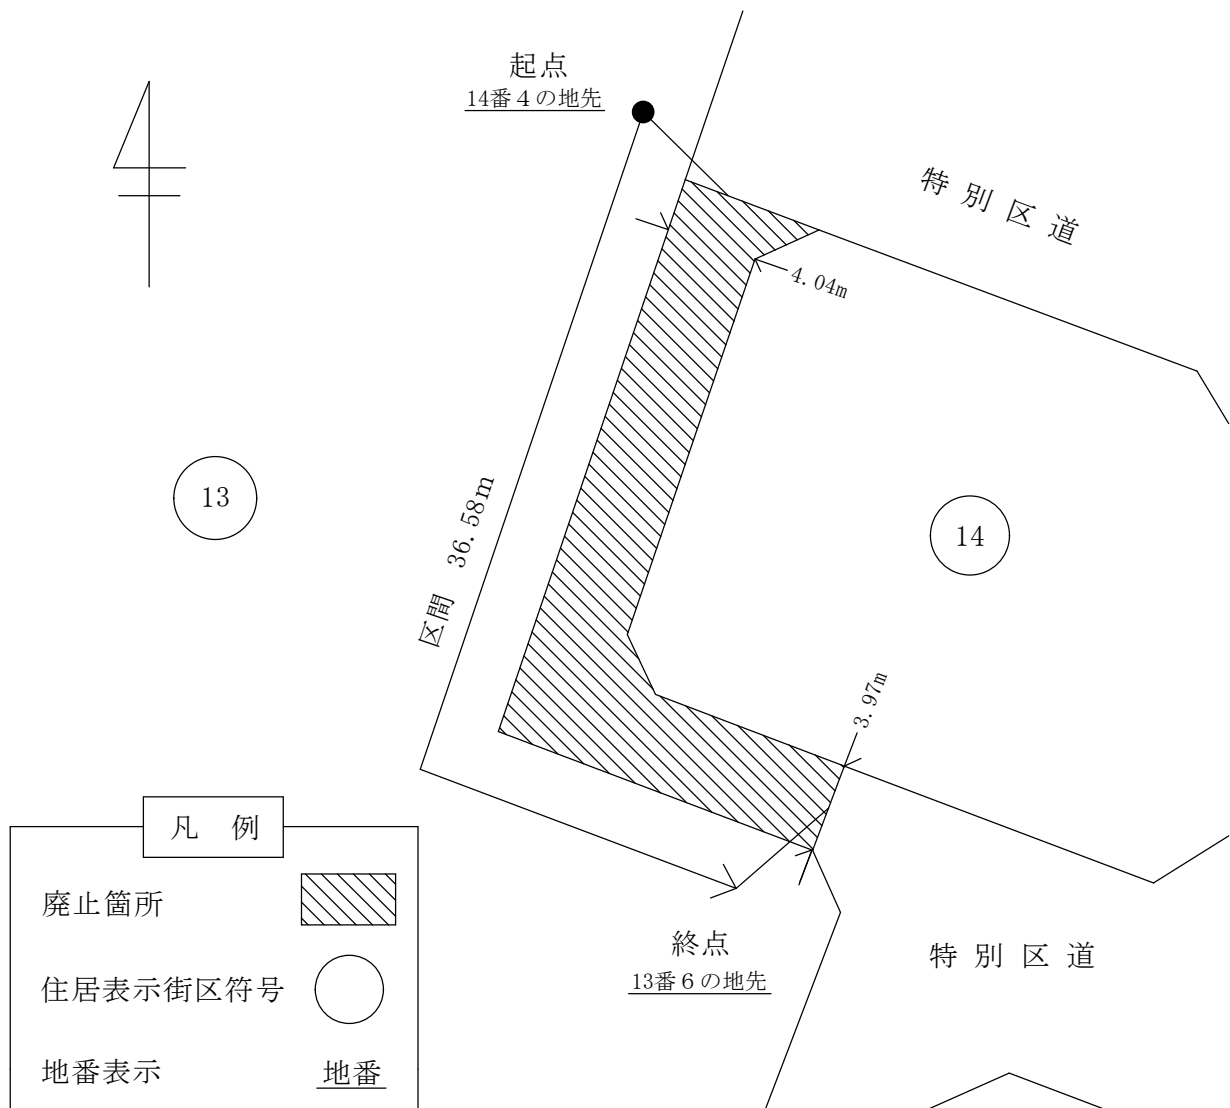 起点
14番４の地先
特別区道
4.04m
13
区間 36.58m
14
3.97m
凡 例
廃止箇所
住居表示街区符号
地番表示 地番
終点
13番６の地先
特別区道